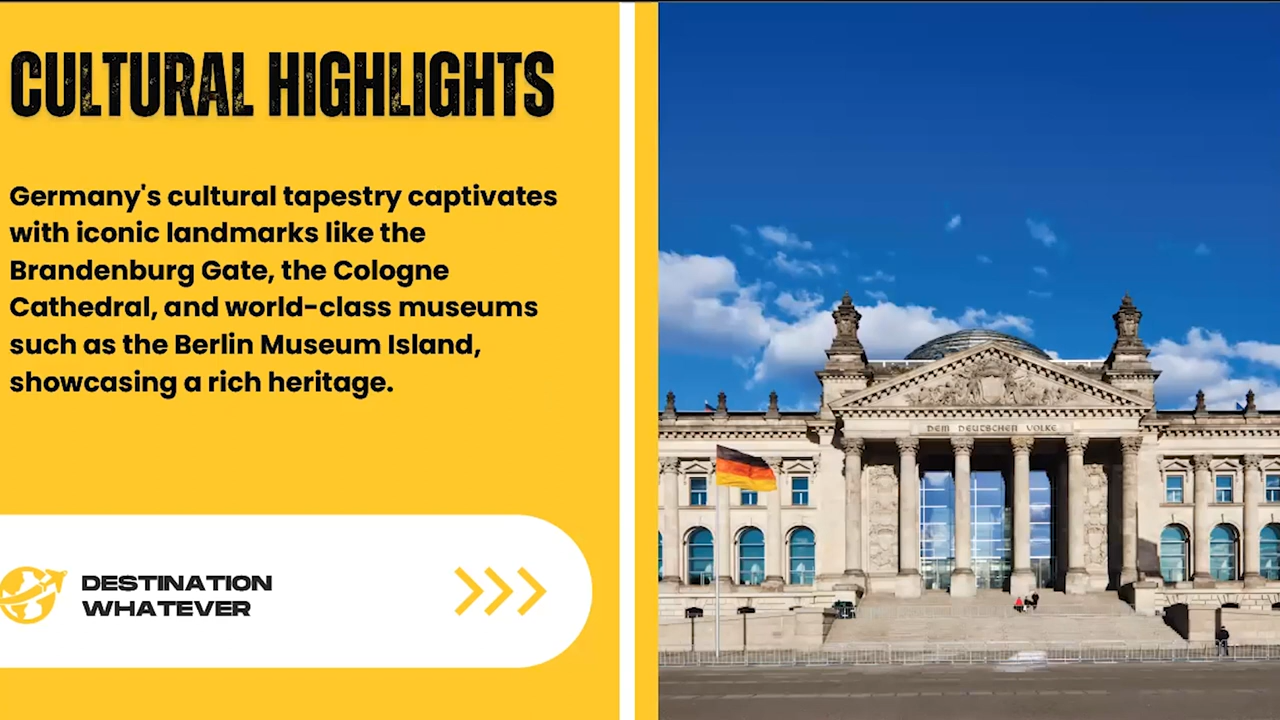 CULTURAL HIGHLIGHTS
Germany's cultural tapestry captivates
with iconic landmarks like the
Brandenburg Gate, the Cologne
Cathedral, and world-class museums
such as the Berlin Museum Island,
showcasing a rich heritage.
DESTINATION
WHATEVER
DEM DEUTSCHEN VOLKE